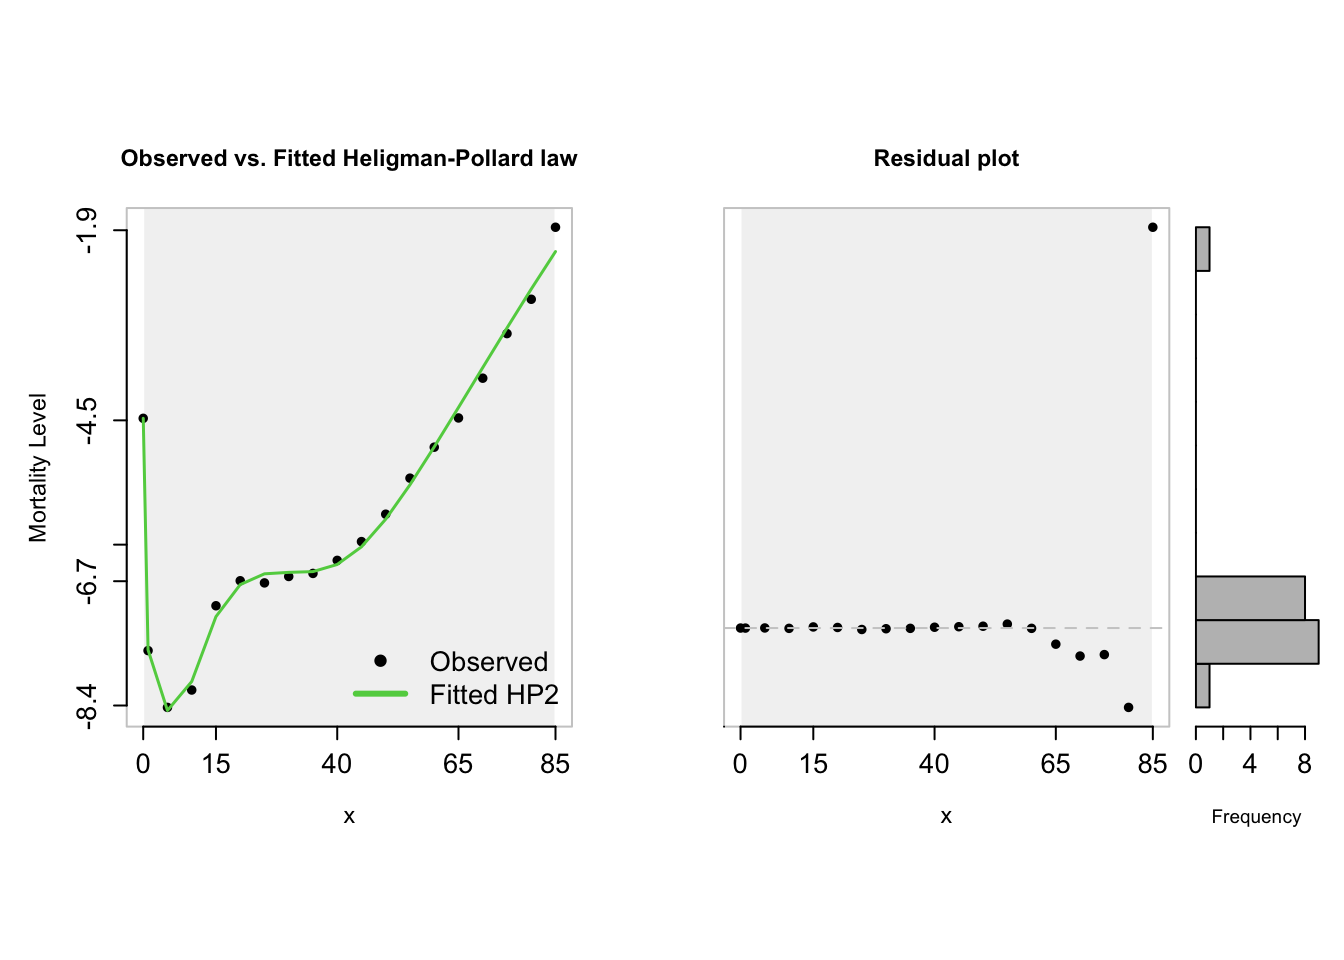 Observed vs. Fitted Heligman-Pollard law
Mortality Level
-1.9
-4.5
-6.7
-8.4
Observed
Fitted HP2
0 15 40 65 85
x
Residual plot
0 15 40 65 85
x
0 4 8
Frequency